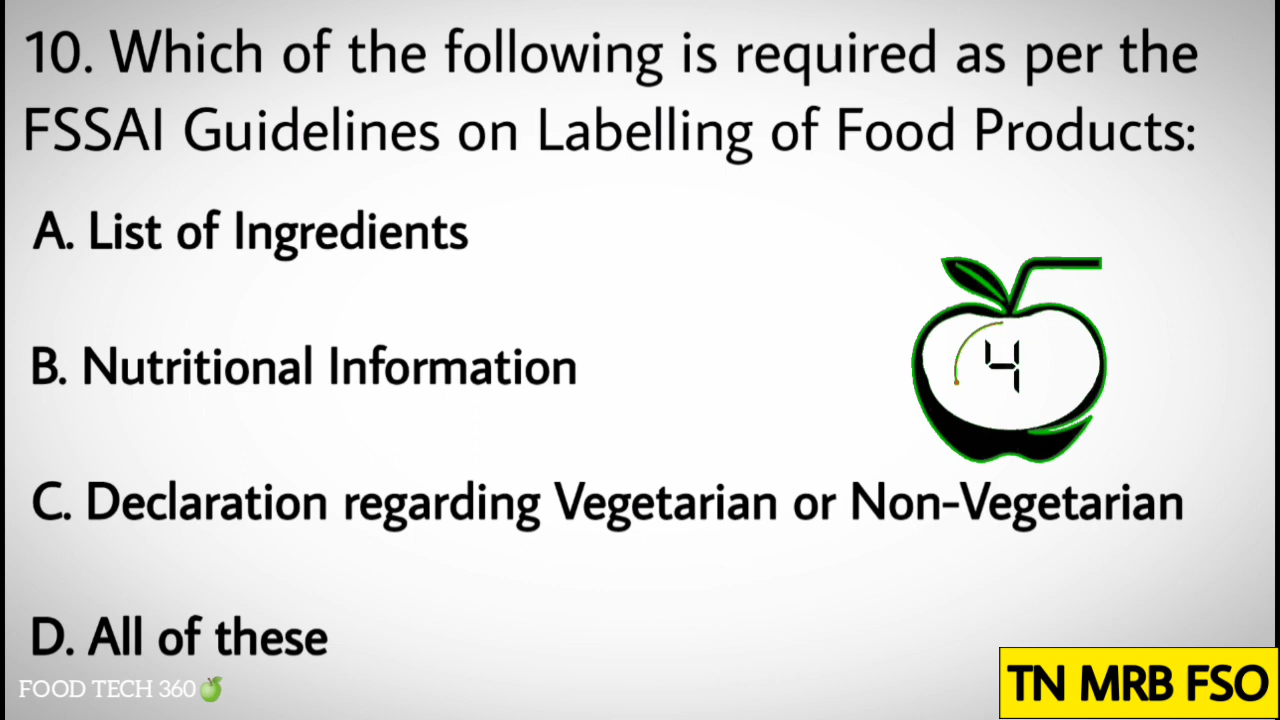 10. Which of the following is required as per the
FSSAI Guidelines on Labelling of Food Products:
A. List of Ingredients
4
B. Nutritional Information
C. Declaration regarding Vegetarian or Non-Vegetarian
D. All of these
FOOD TECH 360
TN MRB FSO